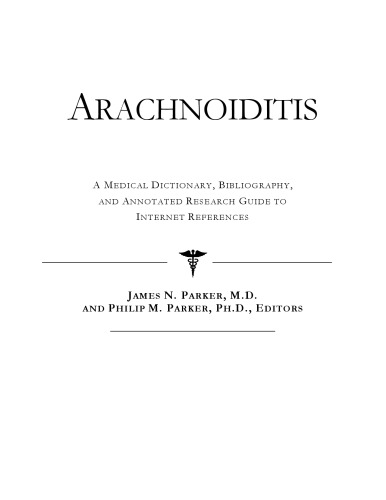 ARACHNOIDITIS
A MEDICAL DICTIONARY, BIBLIOGRAPHY,
AND ANNOTATED RESEARCH GUIDE TO
INTERNET REFERENCES
JAMES N. PARKER, M.D.
AND PHILIP M. PARKER, PH.D., EDITORS